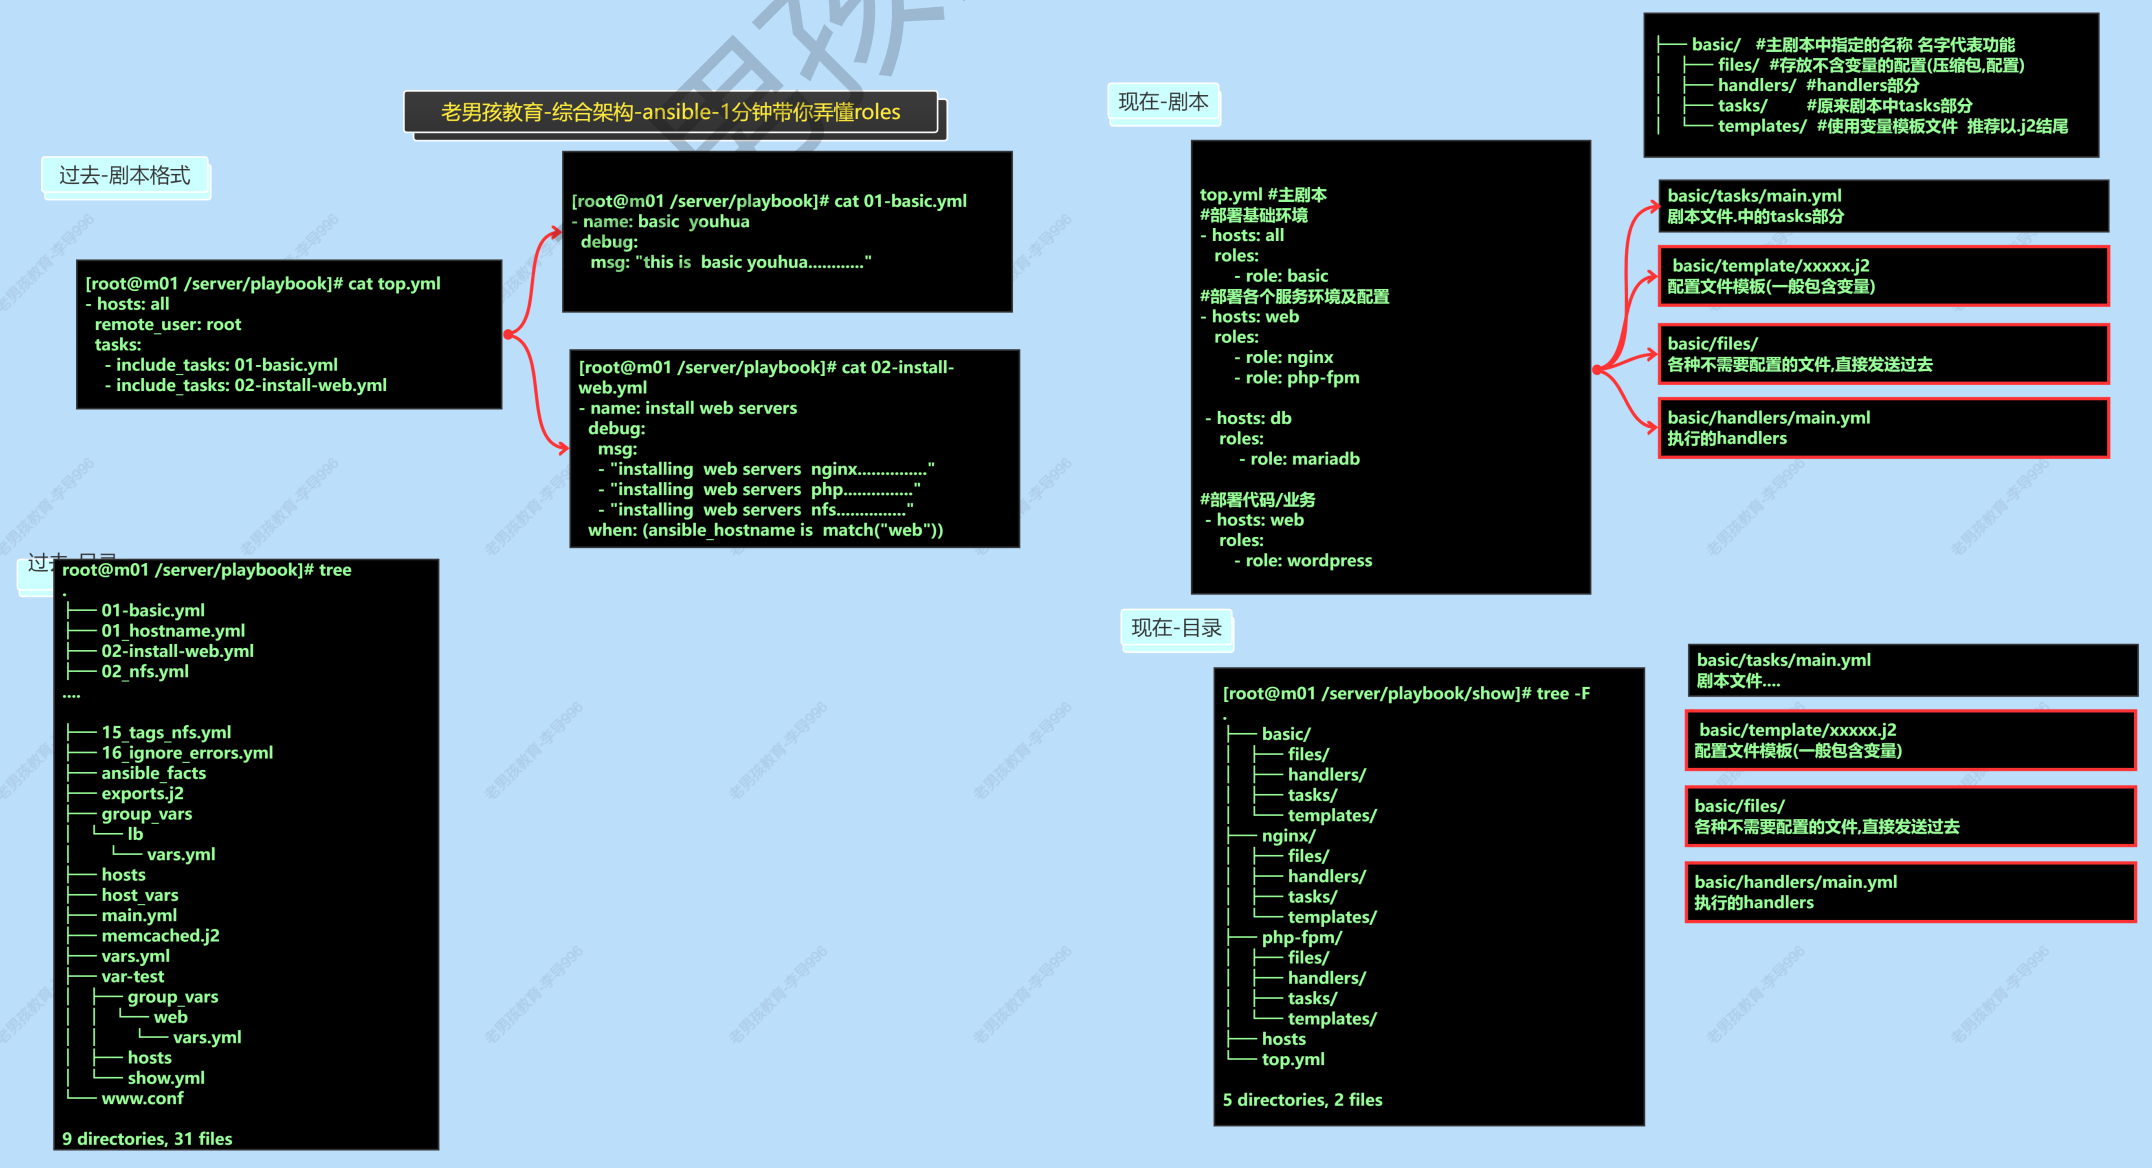 老男孩教育-综合架构-ansible-1分钟带你弄懂roles
过去-剧本格式
[root@m01 /server/playbook]# cat top.yml
- hosts: all
  remote_user: root
  tasks:
    - include_tasks: 01-basic.yml
    - include_tasks: 02-install-web.yml
[root@m01 /server/playbook]# cat 01-basic.yml
- name: basic  youhua
  debug:
    msg: "this is  basic youhua............"
[root@m01 /server/playbook]# cat 02-install-
web.yml
- name: install web servers
  debug:
    msg:
    - "installing  web servers  nginx..............."
    - "installing  web servers  php..............."
    - "installing  web servers  nfs..............."
  when: (ansible_hostname is  match("web"))
过去-目录
root@m01 /server/playbook]# tree
.
├── 01-basic.yml
├── 01_hostname.yml
├── 02-install-web.yml
├── 02_nfs.yml
....
├── 15_tags_nfs.yml
├── 16_ignore_errors.yml
├── ansible_facts
├── exports.j2
├── group_vars
│   └── lb
│       └── vars.yml
├── hosts
├── host_vars
├── main.yml
├── memcached.j2
├── vars.yml
├── var-test
│   ├── group_vars
│   │   └── web
│   │       └── vars.yml
│   ├── hosts
│   └── show.yml
└── www.conf
9 directories, 31 files
现在-剧本
top.yml #主剧本
#部署基础环境
- hosts: all
  roles:
    - role: basic
#部署各个服务环境及配置
- hosts: web
  roles:
    - role: nginx
    - role: php-fpm
- hosts: db
  roles:
    - role: mariadb
#部署代码/业务
- hosts: web
  roles:
    - role: wordpress
├── basic/   #主剧本中指定的名称 名字代表功能
│   ├── files/  #存放不含变量的配置(压缩包,配置)
│   ├── handlers/  #handlers部分
│   ├── tasks/        #原来剧本中tasks部分
│   └── templates/  #使用变量模板文件  推荐以.j2结尾
basic/tasks/main.yml
剧本文件.中的tasks部分
basic/template/xxxxx.j2
配置文件模板(一般包含变量)
basic/files/
各种不需要配置的文件,直接发送过去
basic/handlers/main.yml
执行的handlers
现在-目录
[root@m01 /server/playbook/show]# tree -F
.
├── basic/
│   ├── files/
│   ├── handlers/
│   ├── tasks/
│   └── templates/
├── nginx/
│   ├── files/
│   ├── handlers/
│   ├── tasks/
│   └── templates/
├── php-fpm/
│   ├── files/
│   ├── handlers/
│   ├── tasks/
│   └── templates/
├── hosts
└── top.yml
5 directories, 2 files
basic/tasks/main.yml
剧本文件....
basic/template/xxxxx.j2
配置文件模板(一般包含变量)
basic/files/
各种不需要配置的文件,直接发送过去
basic/handlers/main.yml
执行的handlers
男孩
老男孩教育-李导996